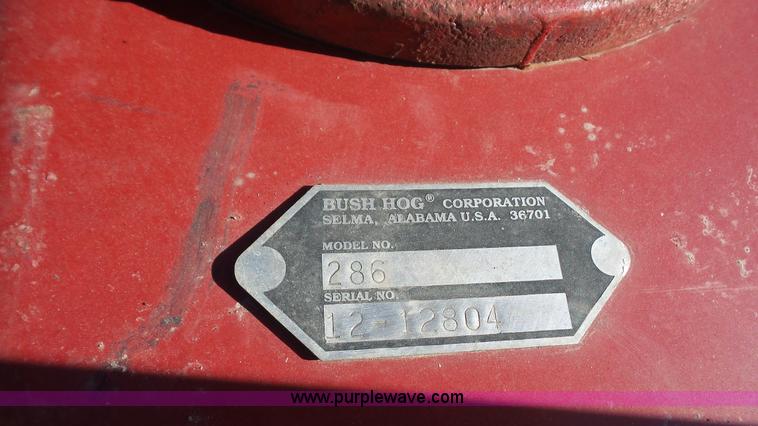 BUSH HOG® CORPORATION
SELMA, ALABAMA U.S.A. 36701
MODEL NO.
286
SERIAL NO.
12-12804
www.purplewave.com